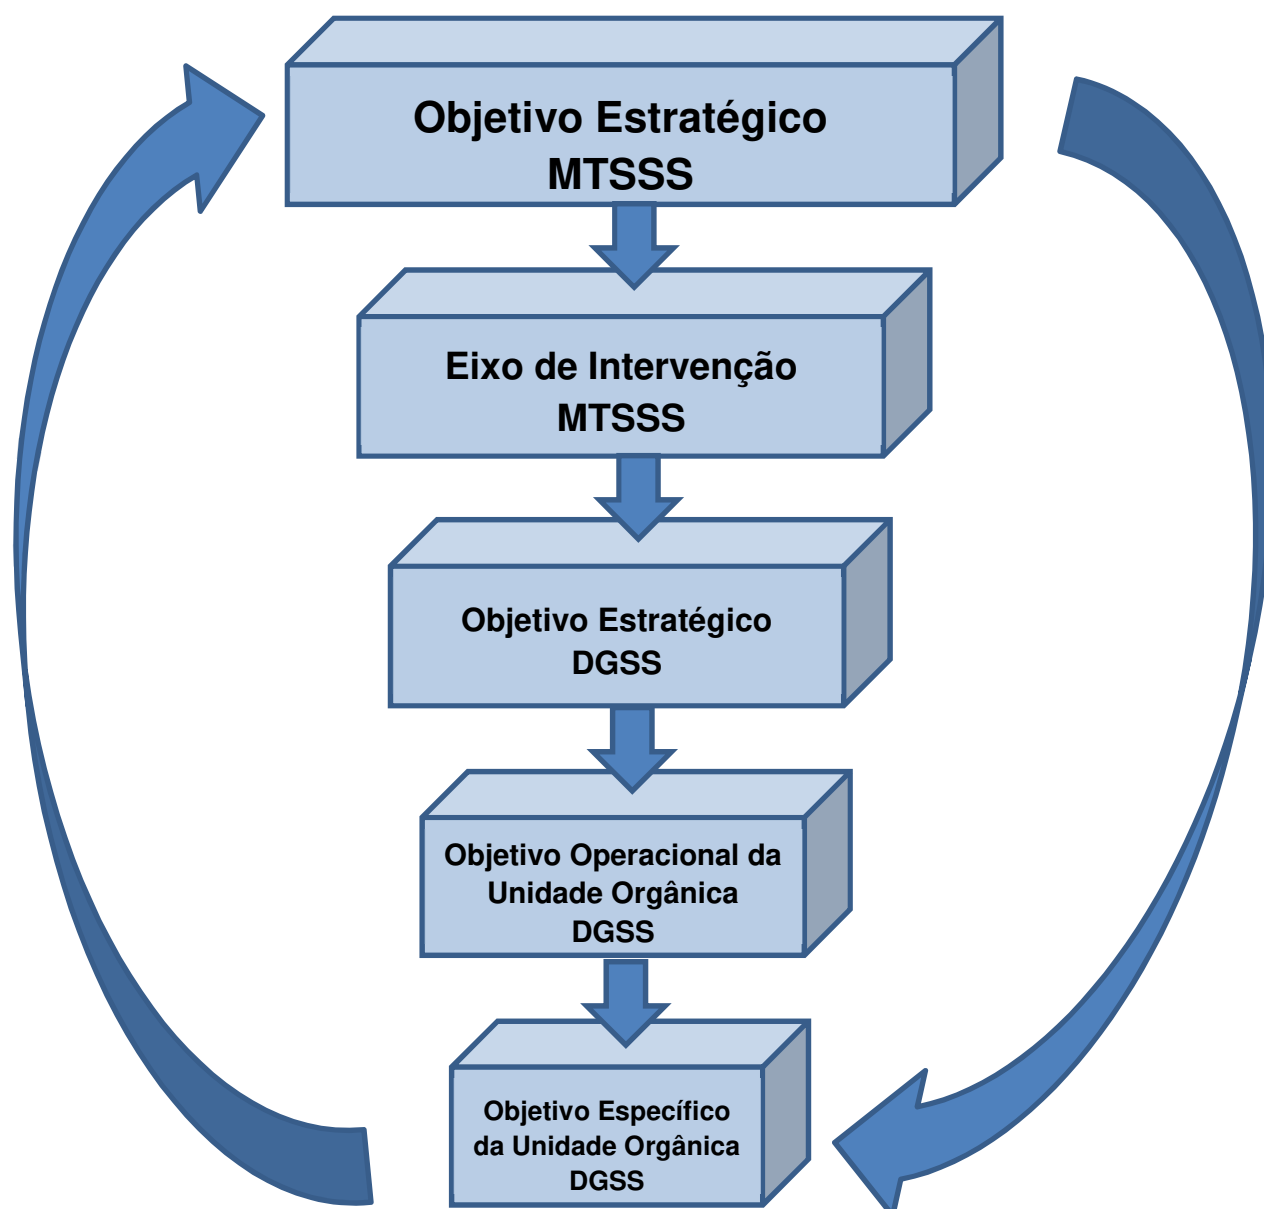 Objetivo Estratégico
MTSSS
Eixo de Intervenção
MTSSS
Objetivo Estratégico
DGSS
Objetivo Operacional da
Unidade Orgânica
DGSS
Objetivo Específico
da Unidade Orgânica
DGSS